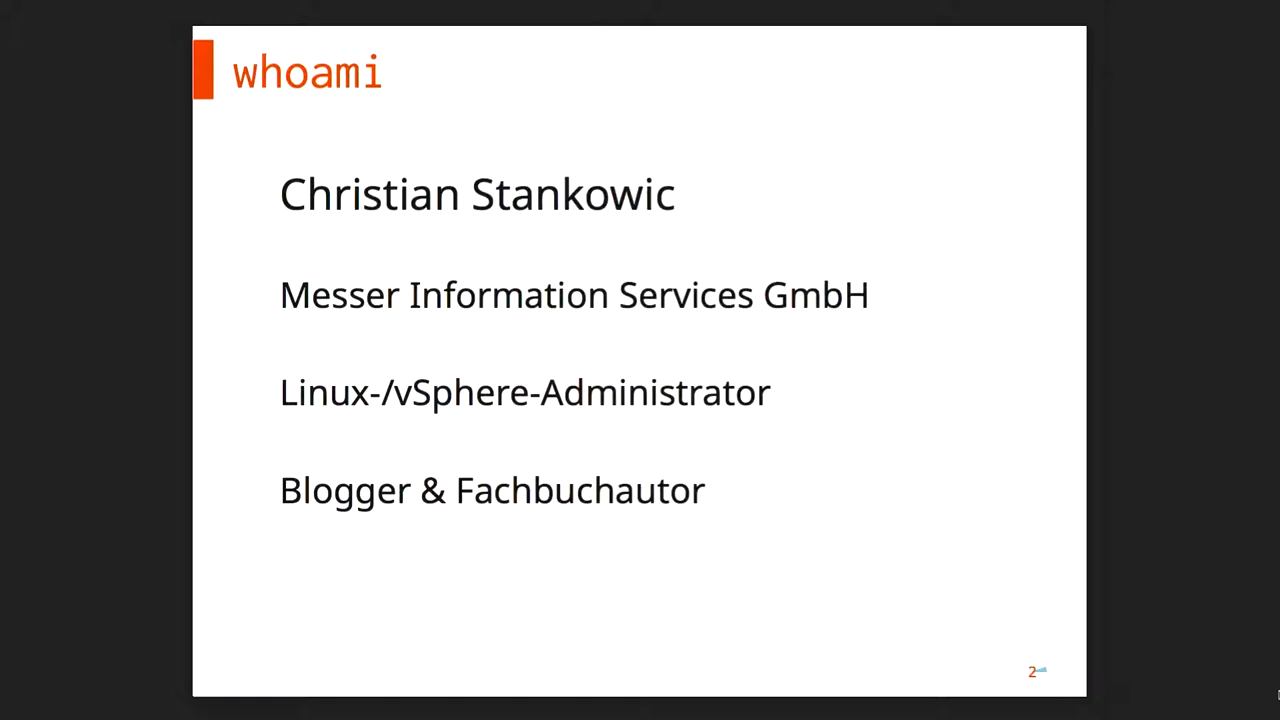 whoami
Christian Stankowic
Messer Information Services GmbH
Linux-/vSphere-Administrator
Blogger & Fachbuchautor
2